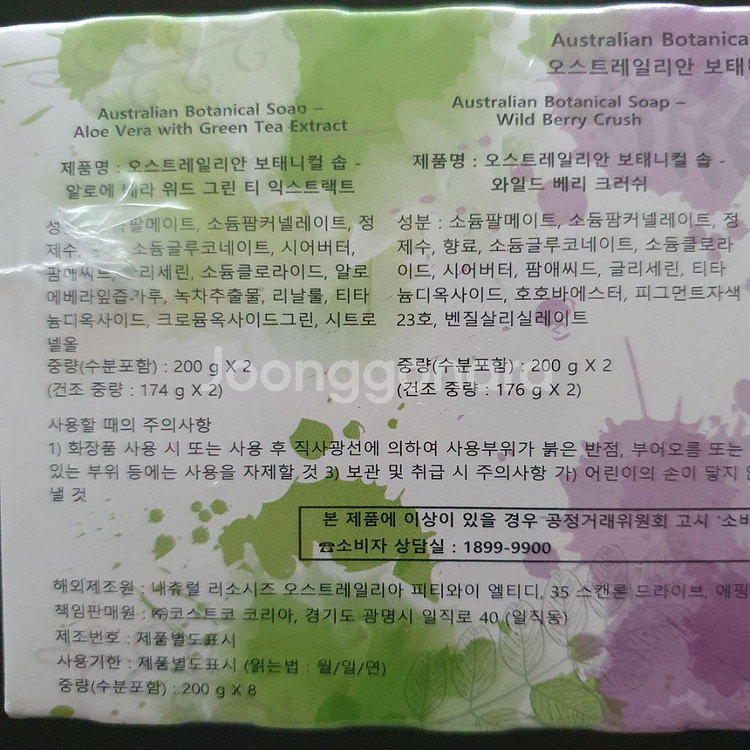 Australian Botanica
오스트레일리안 보태니
Australian Botanical Soap –
Aloe Vera with Green Tea Extract
제품명 : 오스트레일리안 보태니컬 솝 -
알로에 베라 위드 그린 티 익스트랙트
성 팔메이트, 소듐팜커넬레이트, 정
제수, 소듐글루코네이트, 시어버터,
팜애씨드, 글리세린, 소듐클로라이드, 알로
에베라잎즙가루, 녹차추출물, 리날룰, 티타
늄디옥사이드, 크로뮴옥사이드그린, 시트로
넬올
중량(수분포함) : 200 g X 2
(건조 중량 : 174 g X 2)
Australian Botanical Soap –
Wild Berry Crush
제품명 : 오스트레일리안 보태니컬 솝 -
와일드 베리 크러쉬
성분 : 소듐팔메이트, 소듐팜커넬레이트, 정
제수, 향료, 소듐글루코네이트, 소듐클로라
이드, 시어버터, 팜애씨드, 글리세린, 티타
늄디옥사이드, 호호바에스터, 피그먼트자색
23호, 벤질살리실레이트
중량(수분포함) : 200 g X 2
(건조 중량 : 176 g X 2)
Joonggonara
사용할 때의 주의사항
1) 화장품 사용 시 또는 사용 후 직사광선에 의하여 사용부위가 붉은 반점, 부어오름 또는
있는 부위 등에는 사용을 자제할 것 3) 보관 및 취급 시 주의사항 가) 어린이의 손이 닿지
낼 것
본 제품에 이상이 있을 경우 공정거래위원회 고시 '소비
☎소비자 상담실 : 1899-9900
해외제조원 : 내츄럴 리소시즈 오스트레일리아 피티와이 엘티디, 35 스캔론 드라이브, 에핑
책임판매원 : ㈜코스트코 코리아, 경기도 광명시 일직로 40 (일직동)
제조번호 : 제품별도표시
사용기한 : 제품별도표시 (읽는법 : 월/일/연)
중량(수분포함) : 200 g X 8